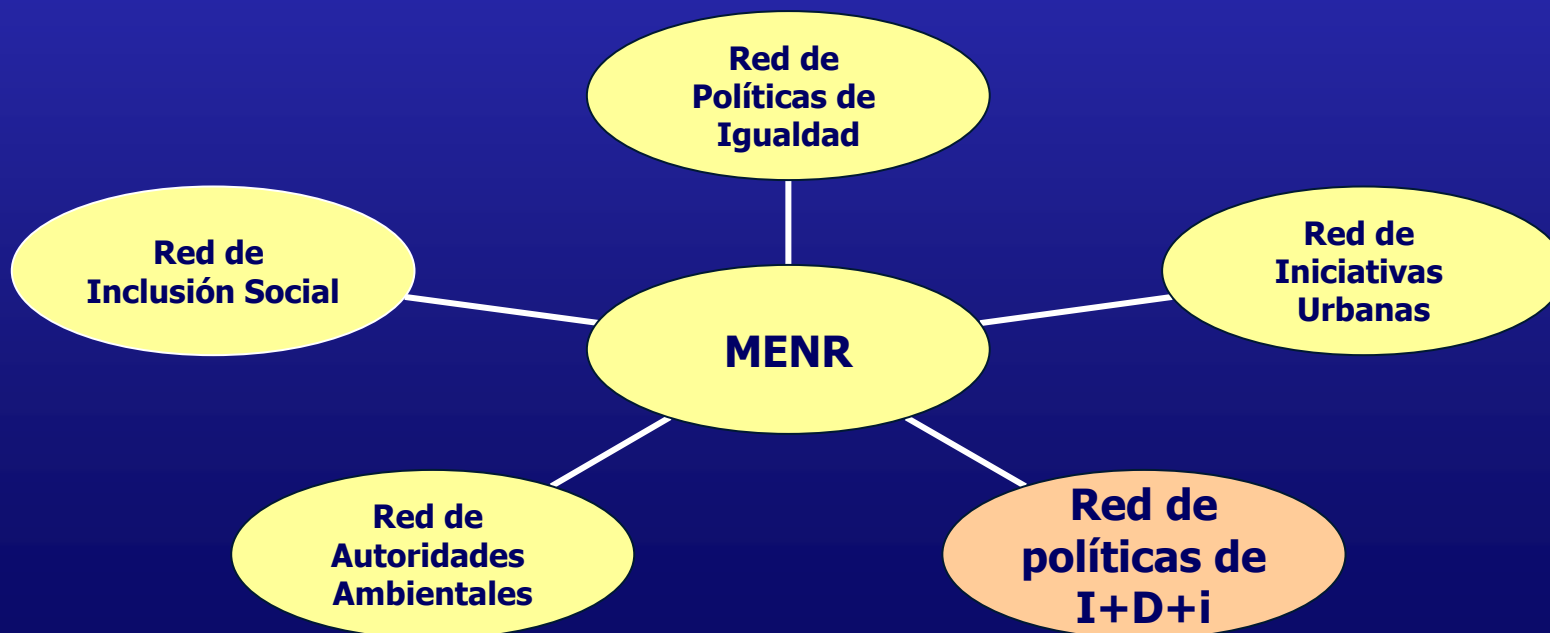 Red de
Políticas de
Igualdad
Red de
Inclusión Social
Red de
Iniciativas
Urbanas
MENR
Red de
Autoridades
Ambientales
Red de
políticas de
I+D+i